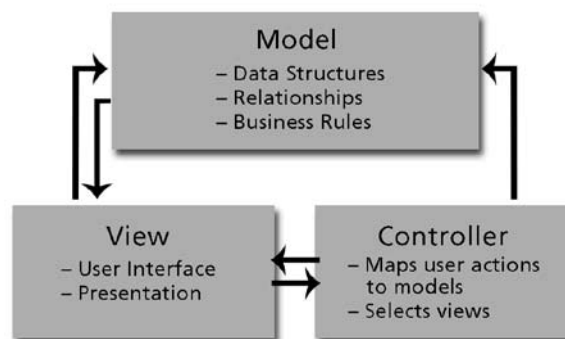 Model
– Data Structures
– Relationships
– Business Rules
View
– User Interface
– Presentation
Controller
– Maps user actions
to models
– Selects views